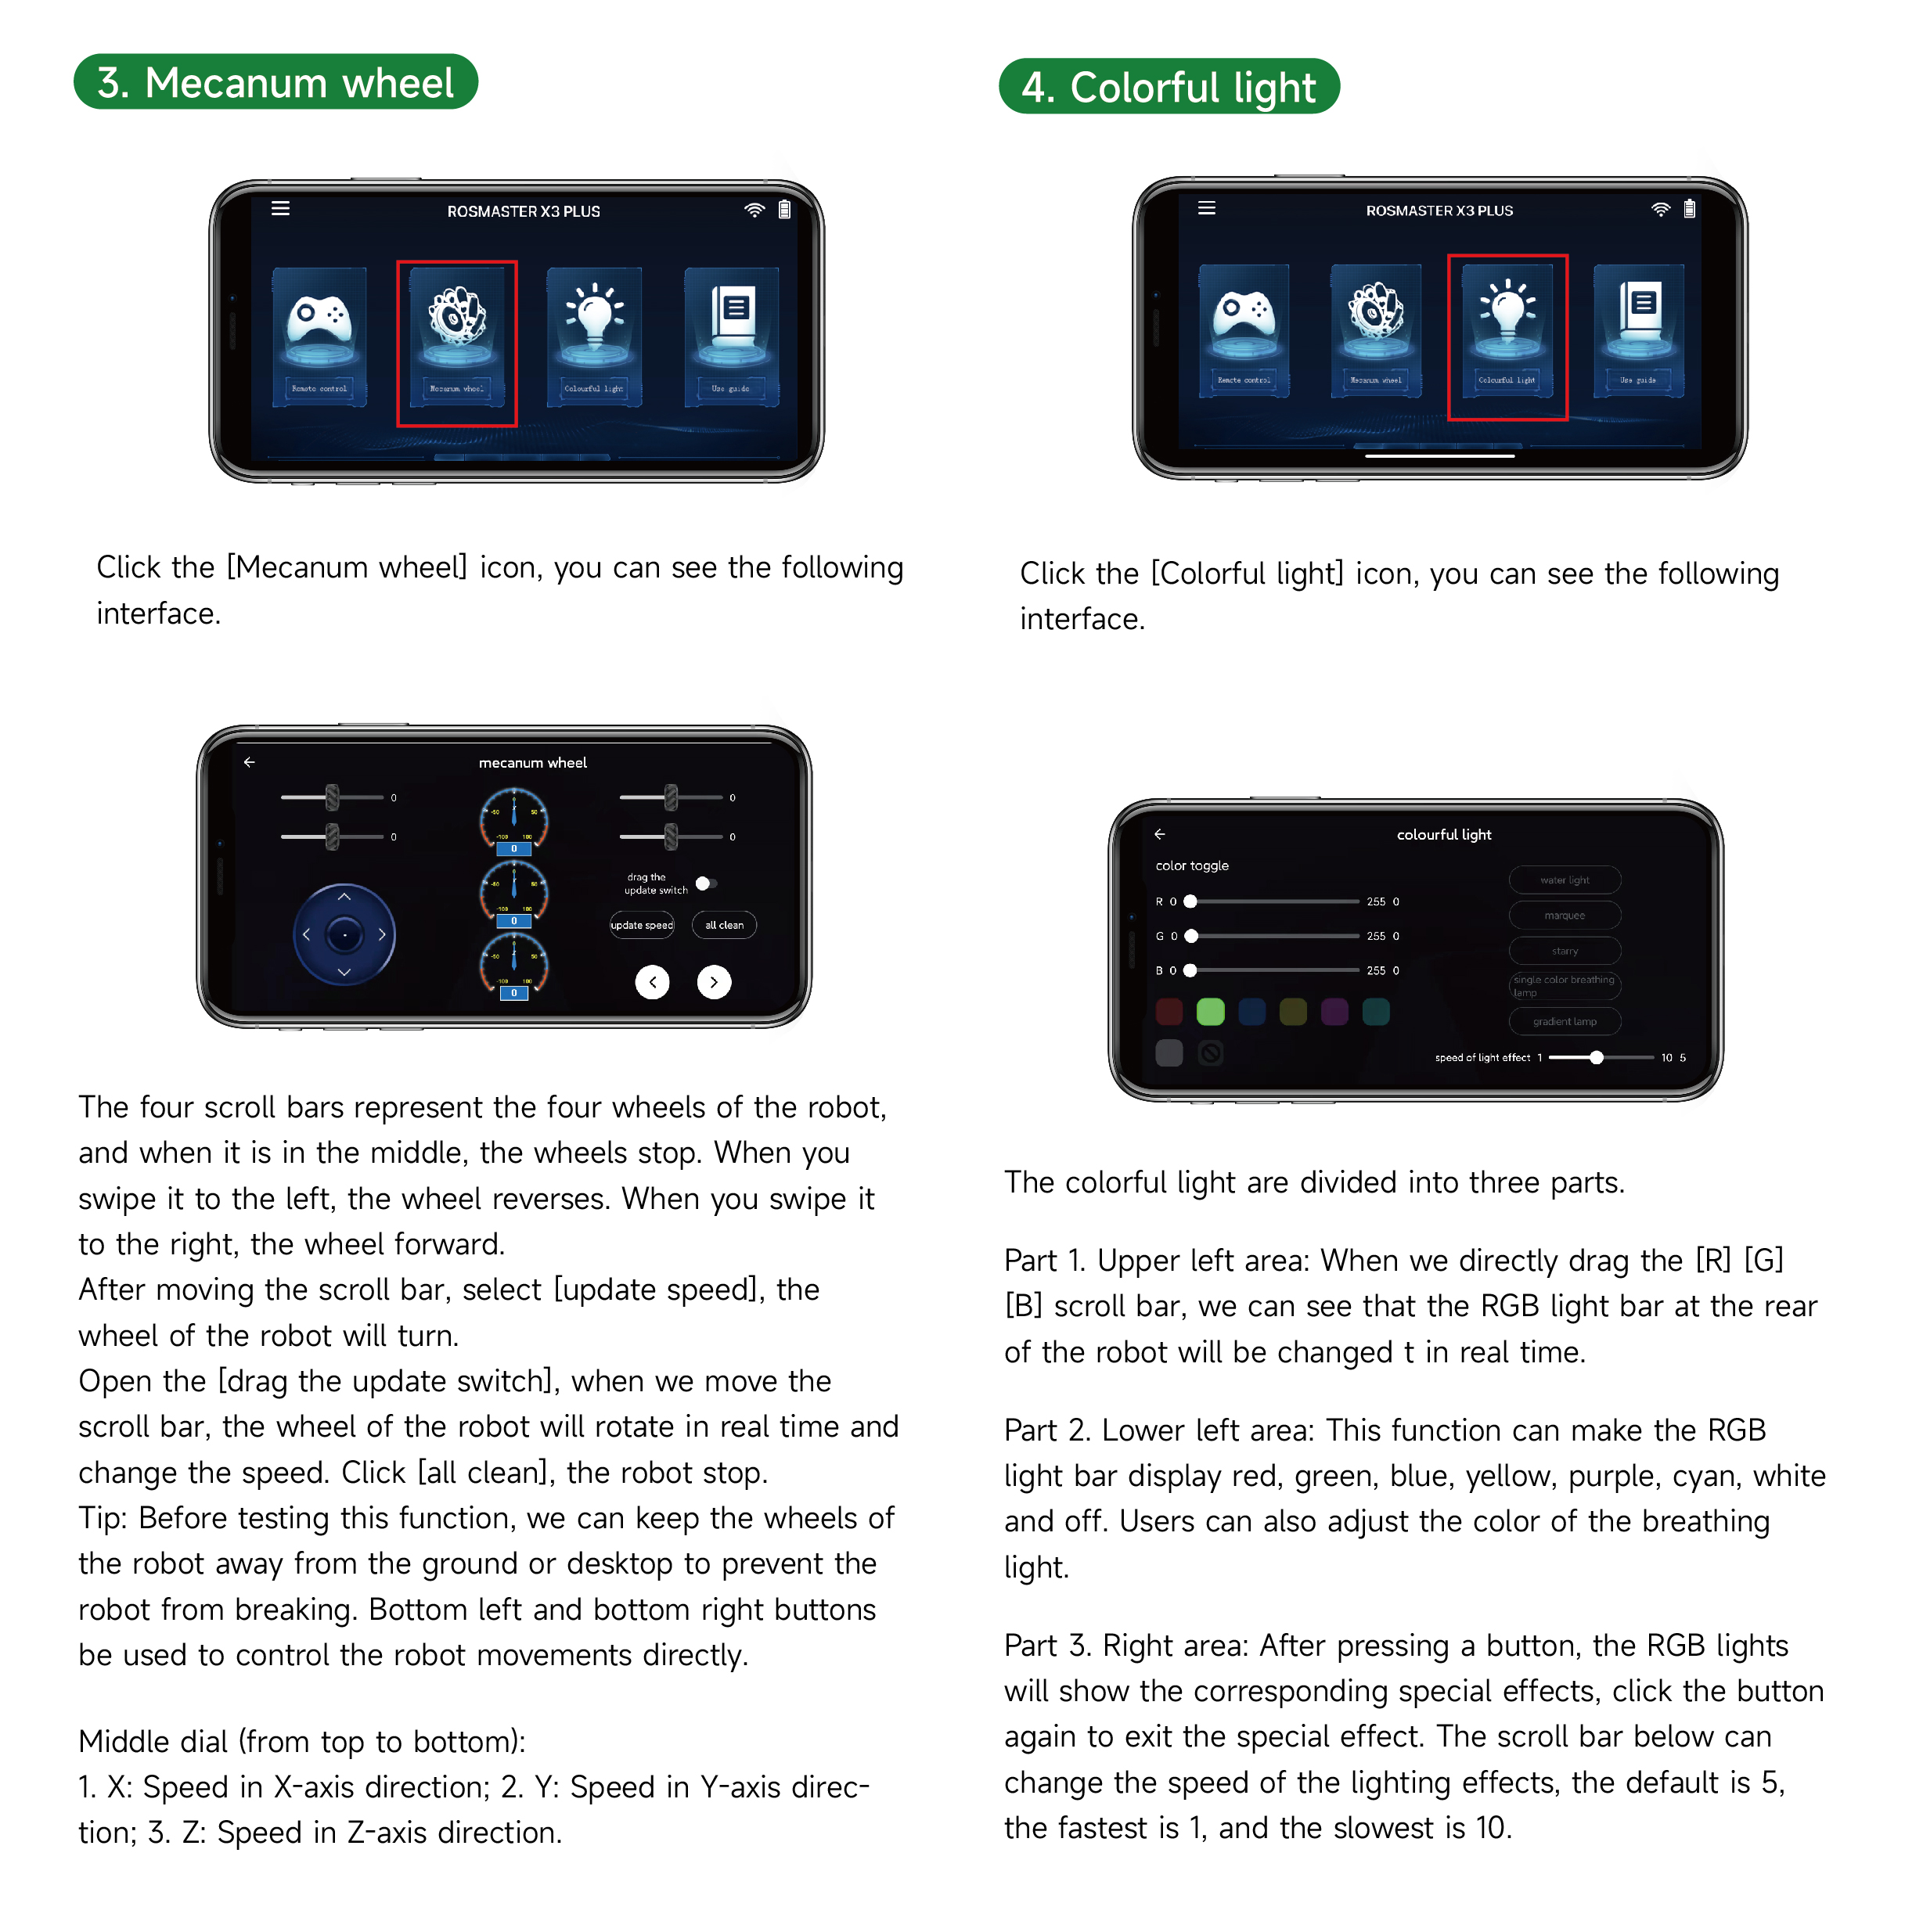 3. Mecanum wheel
ROSMASTER X3 PLUS
Remote control
Mecanum wheel
Colourful light
Use guide
Click the [Mecanum wheel] icon, you can see the following
interface.
mecanum wheel
0
0
0
0
0
-50 50
-100 100
0
0
-50 50
-100 100
0
0
-50 50
-100 100
0
drag the
update switch
update speed
all clean
The four scroll bars represent the four wheels of the robot,
and when it is in the middle, the wheels stop. When you
swipe it to the left, the wheel reverses. When you swipe it
to the right, the wheel forward.
After moving the scroll bar, select [update speed], the
wheel of the robot will turn.
Open the [drag the update switch], when we move the
scroll bar, the wheel of the robot will rotate in real time and
change the speed. Click [all clean], the robot stop.
Tip: Before testing this function, we can keep the wheels of
the robot away from the ground or desktop to prevent the
robot from breaking. Bottom left and bottom right buttons
be used to control the robot movements directly.
Middle dial (from top to bottom):
1. X: Speed in X-axis direction; 2. Y: Speed in Y-axis direc-
tion; 3. Z: Speed in Z-axis direction.
4. Colorful light
ROSMASTER X3 PLUS
Remote control
Mecanum wheel
Colourful light
Use guide
Click the [Colorful light] icon, you can see the following
interface.
colourful light
color toggle
R 0 255 0
G 0 255 0
B 0 255 0
water light
marquee
starry
single color breathing
lamp
gradient lamp
speed of light effect 1 10 5
The colorful light are divided into three parts.
Part 1. Upper left area: When we directly drag the [R] [G]
[B] scroll bar, we can see that the RGB light bar at the rear
of the robot will be changed t in real time.
Part 2. Lower left area: This function can make the RGB
light bar display red, green, blue, yellow, purple, cyan, white
and off. Users can also adjust the color of the breathing
light.
Part 3. Right area: After pressing a button, the RGB lights
will show the corresponding special effects, click the button
again to exit the special effect. The scroll bar below can
change the speed of the lighting effects, the default is 5,
the fastest is 1, and the slowest is 10.